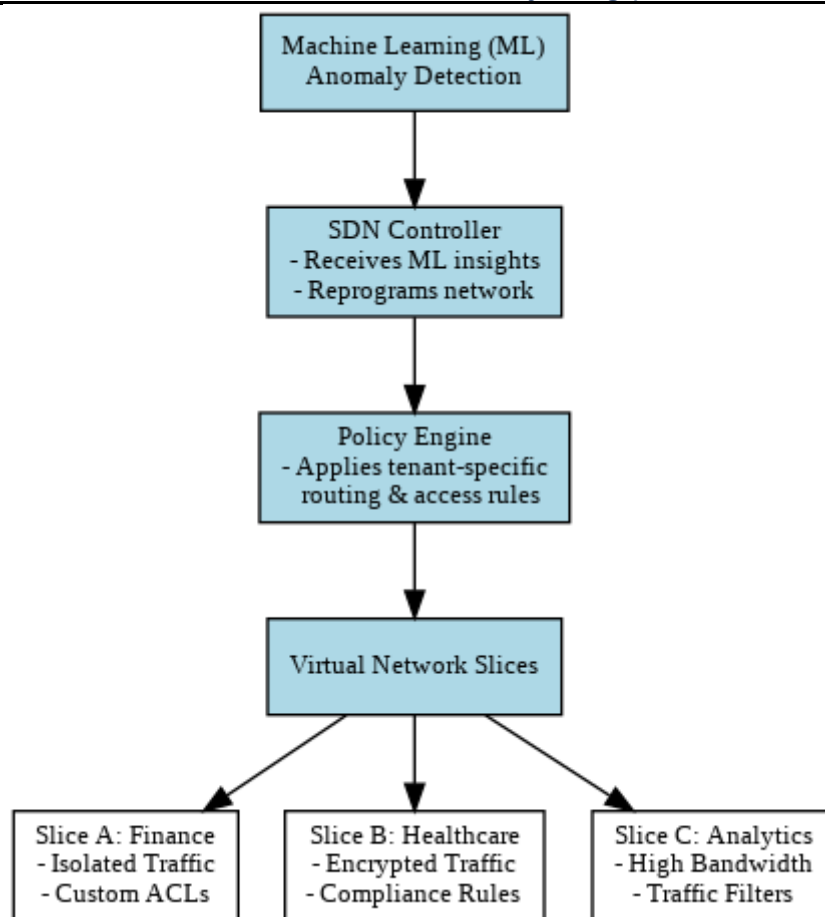 Machine Learning (ML)
Anomaly Detection
SDN Controller
- Receives ML insights
- Reprograms network
Policy Engine
- Applies tenant-specific
routing & access rules
Virtual Network Slices
Slice A: Finance
- Isolated Traffic
- Custom ACLs
Slice B: Healthcare
- Encrypted Traffic
- Compliance Rules
Slice C: Analytics
- High Bandwidth
- Traffic Filters